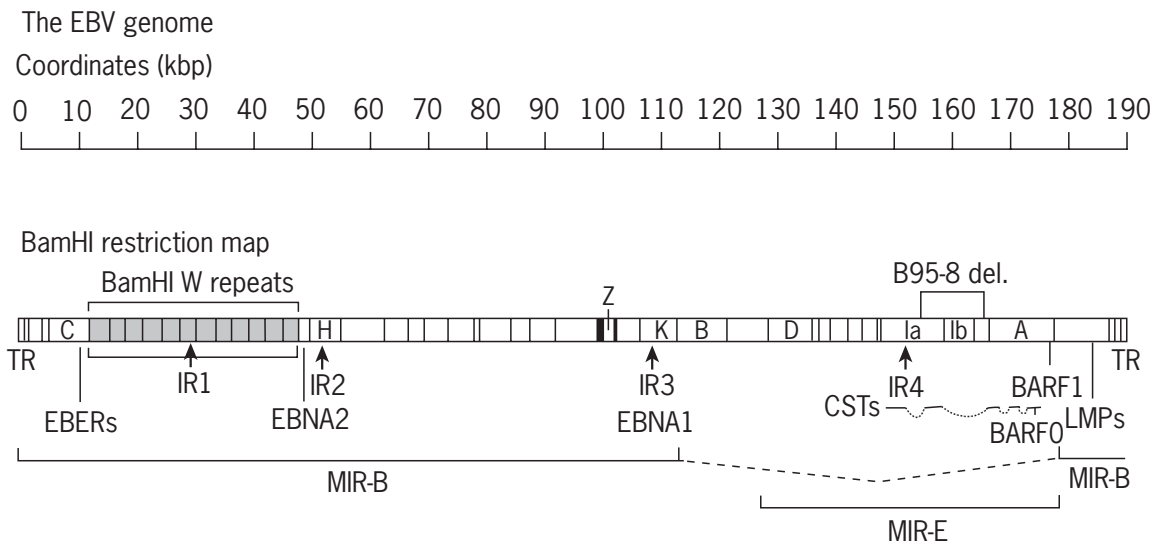 The EBV genome
Coordinates (kbp)
0 10 20 30 40 50 60 70 80 90 100 110 120 130 140 150 160 170 180 190
BamHI restriction map
BamHI W repeats
B95-8 del.
Z
C H K B D Ia Ib A
TR IR1 IR2 IR3 IR4 BARF1 TR
EBERs EBNA2 EBNA1 CSTs LMPs
BARF0
MIR-B MIR-B
MIR-E